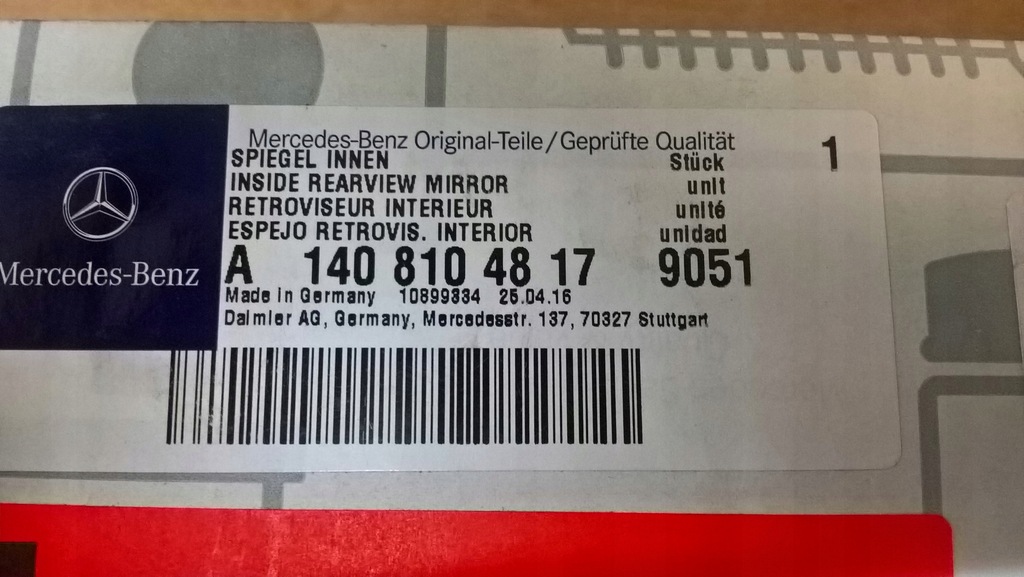 Mercedes-Benz
Mercedes-Benz Original-Teile/Geprüfte Qualität
SPIEGEL INNEN Stück 1
INSIDE REARVIEW MIRROR unit
RETROVISEUR INTERIEUR unité
ESPEJO RETROVIS. INTERIOR unidad
A 140 810 48 17 9051
Made in Germany 10899334 25.04.16
Daimler AG, Germany, Mercedesstr. 137, 70327 Stuttgart